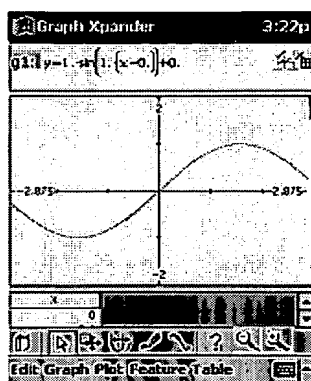 Graph Xpander 3:22p
g1: y=1.·sin(1.·(x-0.))+0.
2
-2.875 2.875
-2
x
0
?
Edit Graph Plot Feature Table